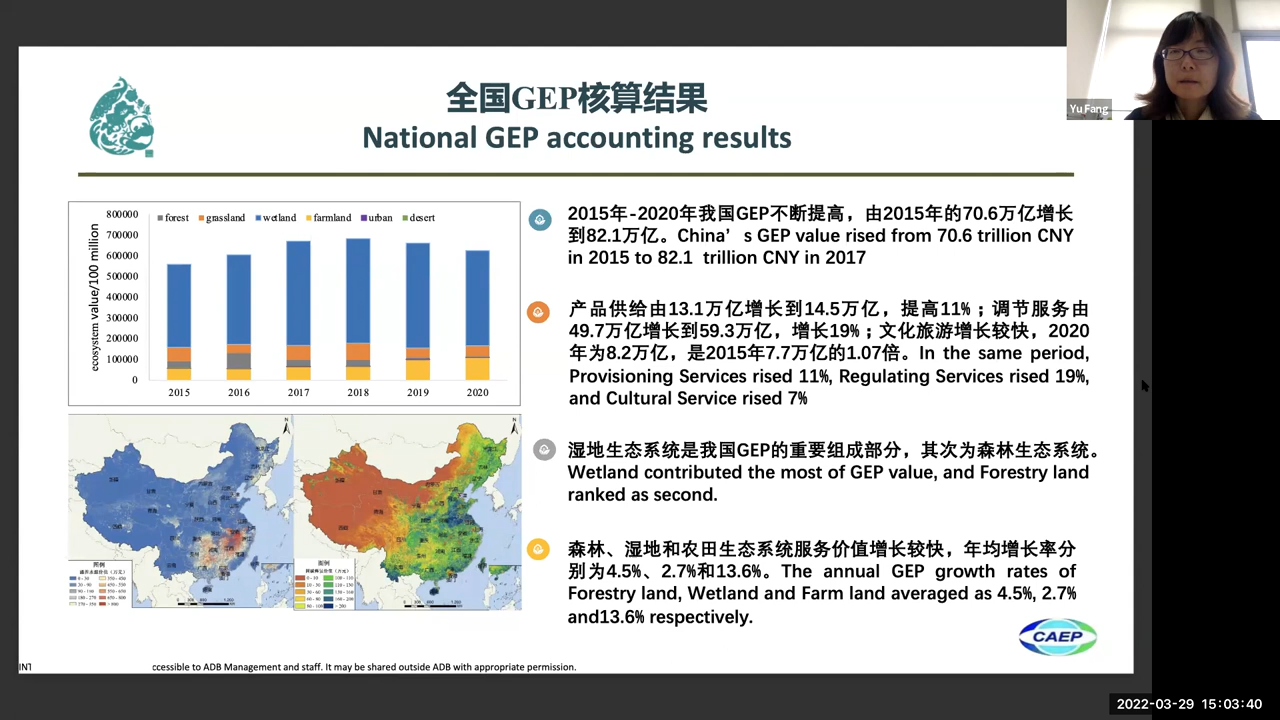 Yu Fang
全国GEP核算结果
National GEP accounting results
ecosystem value/100 million
800000
700000
600000
500000
400000
300000
200000
100000
0
forest grassland wetland farmland urban desert
2015 2016 2017 2018 2019 2020
2015年-2020年我国GEP不断提高，由2015年的70.6万亿增长
到82.1万亿。China’s GEP value rised from 70.6 trillion CNY
in 2015 to 82.1 trillion CNY in 2017
产品供给由13.1万亿增长到14.5万亿，提高11%；调节服务由
49.7万亿增长到59.3万亿，增长19%；文化旅游增长较快，2020
年为8.2万亿，是2015年7.7万亿的1.07倍。In the same period,
Provisioning Services rised 11%, Regulating Services rised 19%,
and Cultural Service rised 7%
湿地生态系统是我国GEP的重要组成部分，其次为森林生态系统。
Wetland contributed the most of GEP value, and Forestry land
ranked as second.
森林、湿地和农田生态系统服务价值增长较快，年均增长率分
别为4.5%、2.7%和13.6%。The annual GEP growth rates of
Forestry land, Wetland and Farm land averaged as 4.5%, 2.7%
and13.6% respectively.
图例
图例
CAEP
INT
ccessible to ADB Management and staff. It may be shared outside ADB with appropriate permission.
2022-03-29 15:03:40